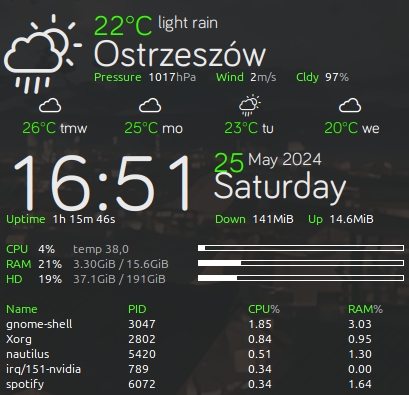 22°C light rain
Ostrzeszów
Pressure 1017hPa Wind 2m/s Cldy 97%
26°C tmw 25°C mo 23°C tu 20°C we
16:51 25 May 2024
Saturday
Uptime 1h 15m 46s Down 141MiB Up 14.6MiB
CPU 4% temp 38,0
RAM 21% 3.30GiB / 15.6GiB
HD 19% 37.1GiB / 191GiB
Name PID CPU% RAM%
gnome-shell 3047 1.85 3.03
Xorg 2802 0.84 0.95
nautilus 5420 0.51 1.30
irq/151-nvidia 789 0.34 0.00
spotify 6072 0.34 1.64